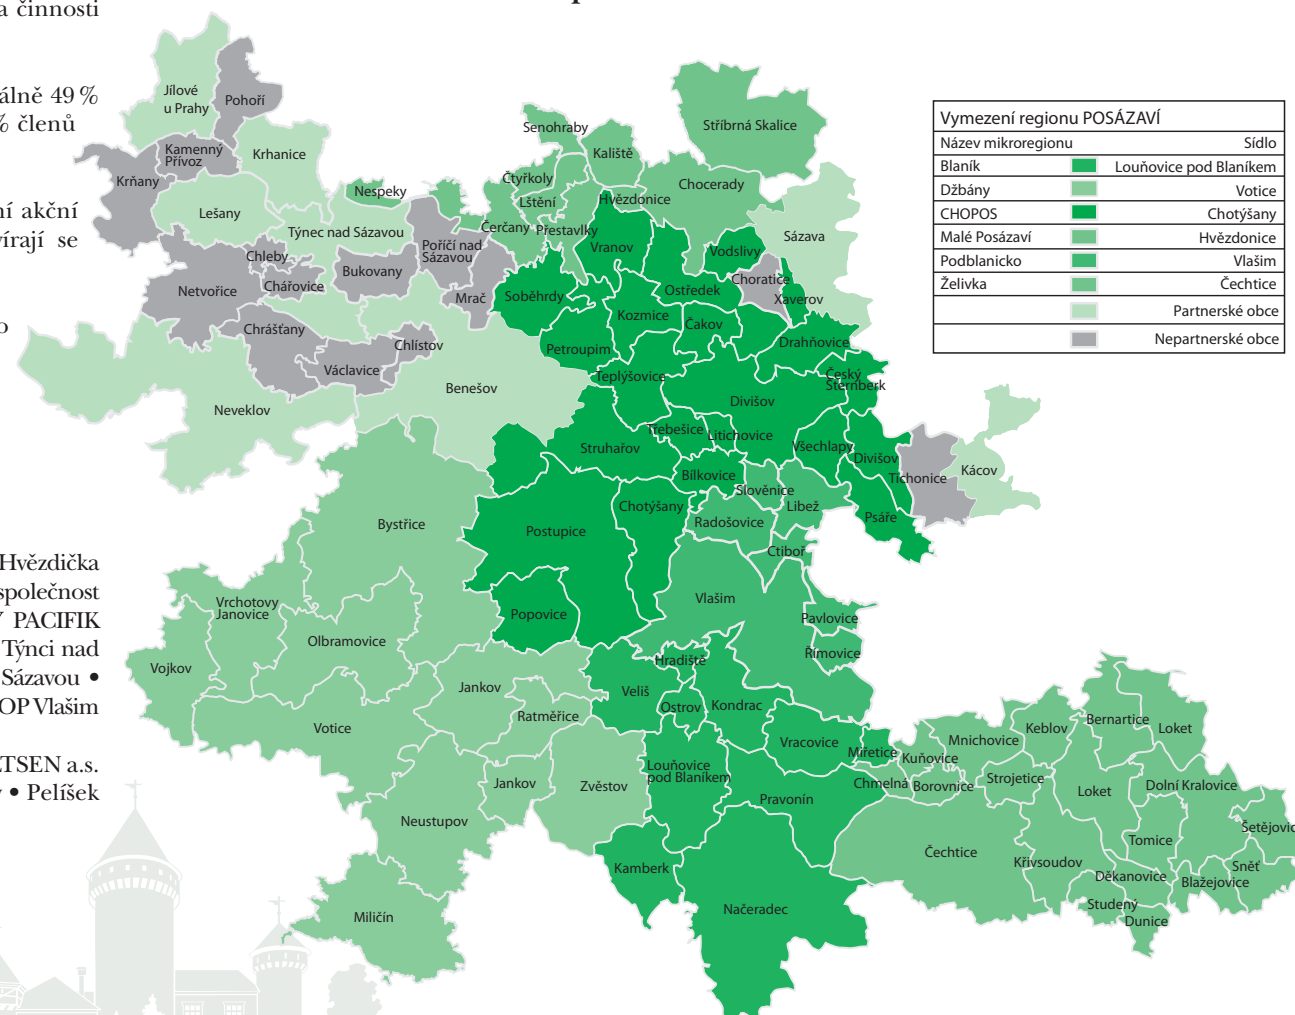 a činnosti
álně 49 %
% členů
ní akční
vírají se
o
Hvězdička
společnost
PACIFIK
Týnci nad
Sázavou •
OP Vlašim
LTSEN a.s.
• Pelíšek
Vymezení regionu POSÁZAVÍ
Název mikroregionu Sídlo
Blaník Louňovice pod Blaníkem
Džbány Votice
CHOPOS Chotýšany
Malé Posázaví Hvězdonice
Podblanicko Vlašim
Želivka Čechtice
Partnerské obce
Nepartnerské obce
Jílové
u Prahy
Pohoří
Kamenný
Přívoz
Krhanice
Krňany
Lešany
Nespeky
Týnec nad Sázavou
Chleby
Netvořice
Chářovice
Bukovany
Poříčí nad
Sázavou
Mrač
Chrášťany
Chlístov
Václavice
Neveklov
Benešov
Senohraby
Kaliště
Stříbrná Skalice
Čtyřkoly
Lštění
Hvězdonice
Chocerady
Čerčany
Přestavlky
Vranov
Vodslivy
Sázava
Choratice
Xaverov
Soběhrdy
Ostředek
Kozmice
Čakov
Petroupim
Drahňovice
Teplýšovice
Český
Šternberk
Divišov
Třebešice
Litichovice
Struhařov
Všechlapy
Divišov
Tichonice
Kácov
Bílkovice
Slověnice
Libež
Psáře
Chotýšany
Radošovice
Postupice
Ctiboř
Bystřice
Vlašim
Popovice
Pavlovice
Římovice
Vrchotovy
Janovice
Olbramovice
Vojkov
Hradiště
Jankov
Veliš
Ostrov
Kondrac
Ratměřice
Votice
Vracovice
Miřetice
Louňovice
pod Blaníkem
Jankov
Zvěstov
Pravonín
Neustupov
Kamberk
Miličín
Načeradec
Chmelná
Kuňovice
Borovnice
Mnichovice
Keblov
Bernartice
Loket
Strojetice
Loket
Dolní Kralovice
Čechtice
Křivsoudov
Tomice
Šetějovic
Děkanovice
Blažejovice
Sněť
Studený
Dunice